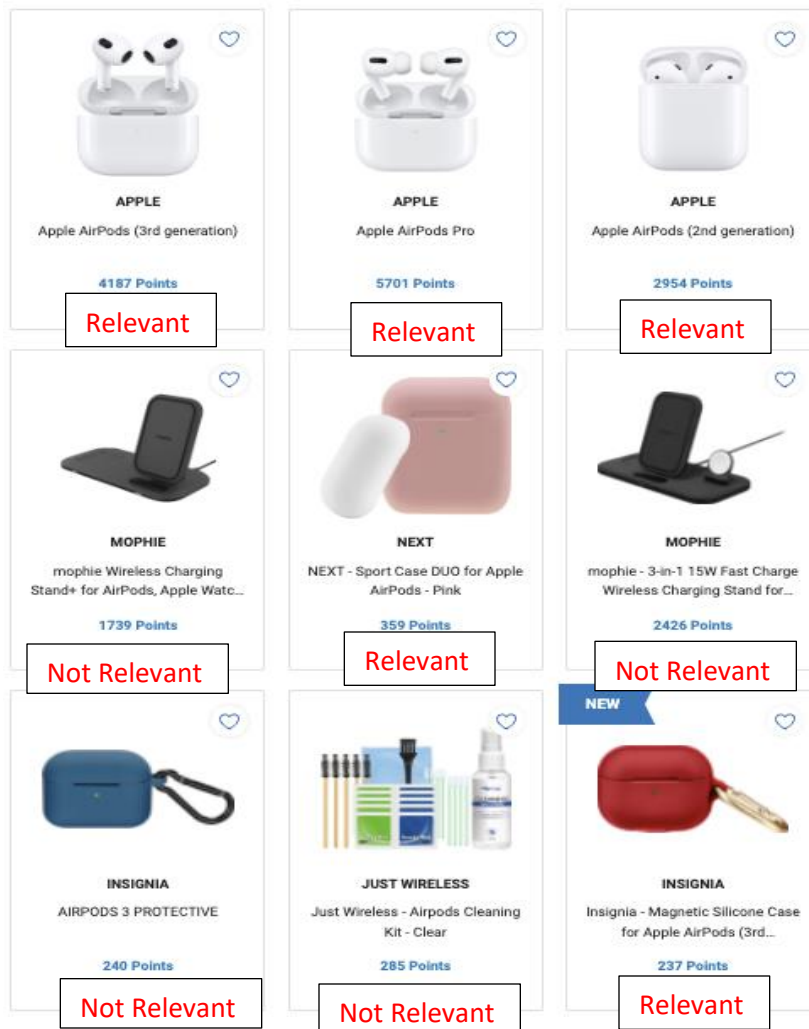 APPLE
Apple AirPods (3rd generation)
4187 Points
Relevant
APPLE
Apple AirPods Pro
5701 Points
Relevant
APPLE
Apple AirPods (2nd generation)
2954 Points
Relevant
MOPHIE
mophie Wireless Charging
Stand+ for AirPods, Apple Watc...
1739 Points
Not Relevant
NEXT
NEXT - Sport Case DUO for Apple
AirPods - Pink
359 Points
Relevant
MOPHIE
mophie - 3-in-1 15W Fast Charge
Wireless Charging Stand for...
2426 Points
Not Relevant
INSIGNIA
AIRPODS 3 PROTECTIVE
240 Points
Not Relevant
JUST WIRELESS
Just Wireless - Airpods Cleaning
Kit - Clear
285 Points
Not Relevant
NEW
INSIGNIA
Insignia - Magnetic Silicone Case
for Apple AirPods (3rd...
237 Points
Relevant